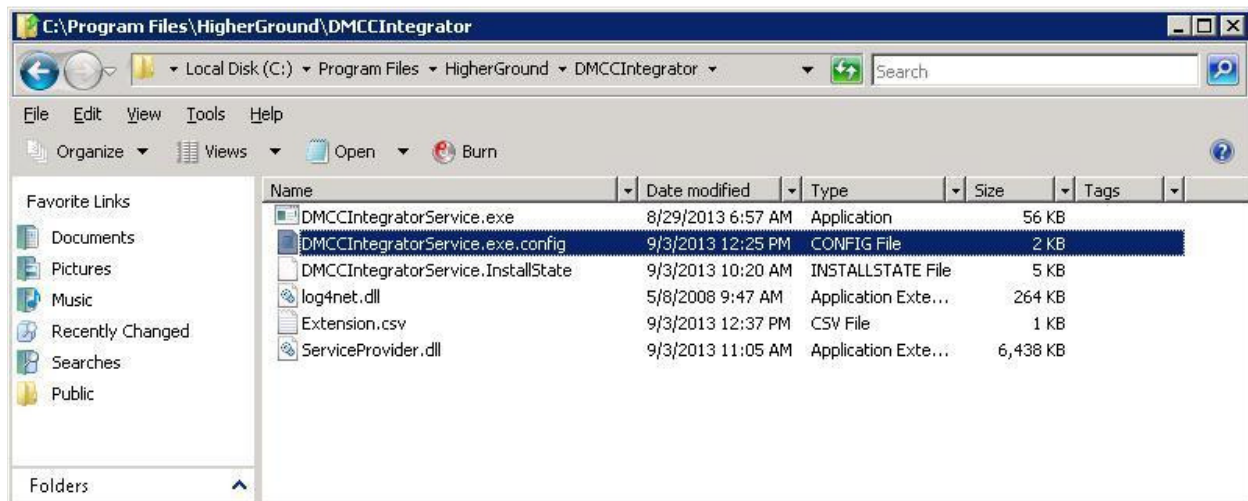 C:\Program Files\HigherGround\DMCCIntegrator
Local Disk (C:) Program Files HigherGround DMCCIntegrator Search
File Edit View Tools Help
Organize Views Open Burn
Favorite Links Name Date modified Type Size Tags
DMCCIntegratorService.exe 8/29/2013 6:57 AM Application 56 KB
Documents DMCCIntegratorService.exe.config 9/3/2013 12:25 PM CONFIG File 2 KB
Pictures DMCCIntegratorService.InstallState 9/3/2013 10:20 AM INSTALLSTATE File 5 KB
Music log4net.dll 5/8/2008 9:47 AM Application Exte... 264 KB
Recently Changed Extension.csv 9/3/2013 12:37 PM CSV File 1 KB
Searches ServiceProvider.dll 9/3/2013 11:05 AM Application Exte... 6,438 KB
Public
Folders